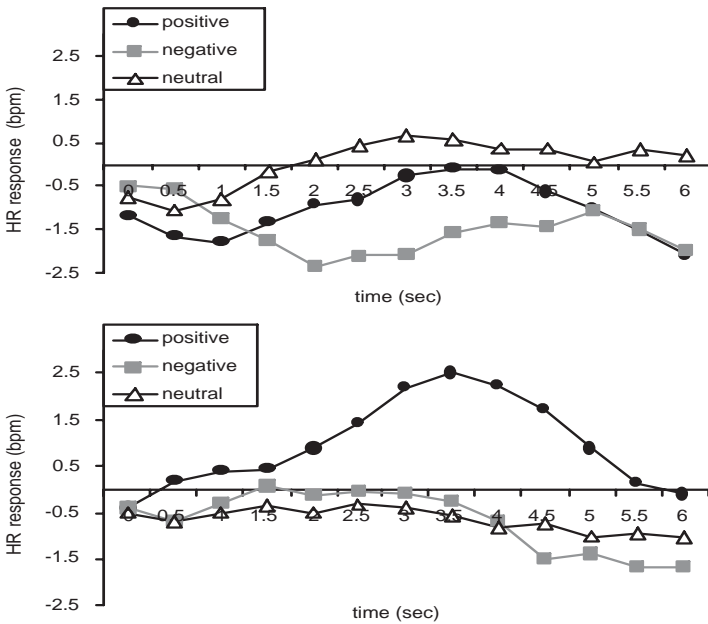 positive
negative
neutral
HR response (bpm)
2.5
1.5
0.5
-0.5
-1.5
-2.5
0 0.5 1 1.5 2 2.5 3 3.5 4 4.5 5 5.5 6
time (sec)
positive
negative
neutral
HR response (bpm)
2.5
1.5
0.5
-0.5
-1.5
-2.5
0 0.5 1 1.5 2 2.5 3 3.5 4 4.5 5 5.5 6
time (sec)